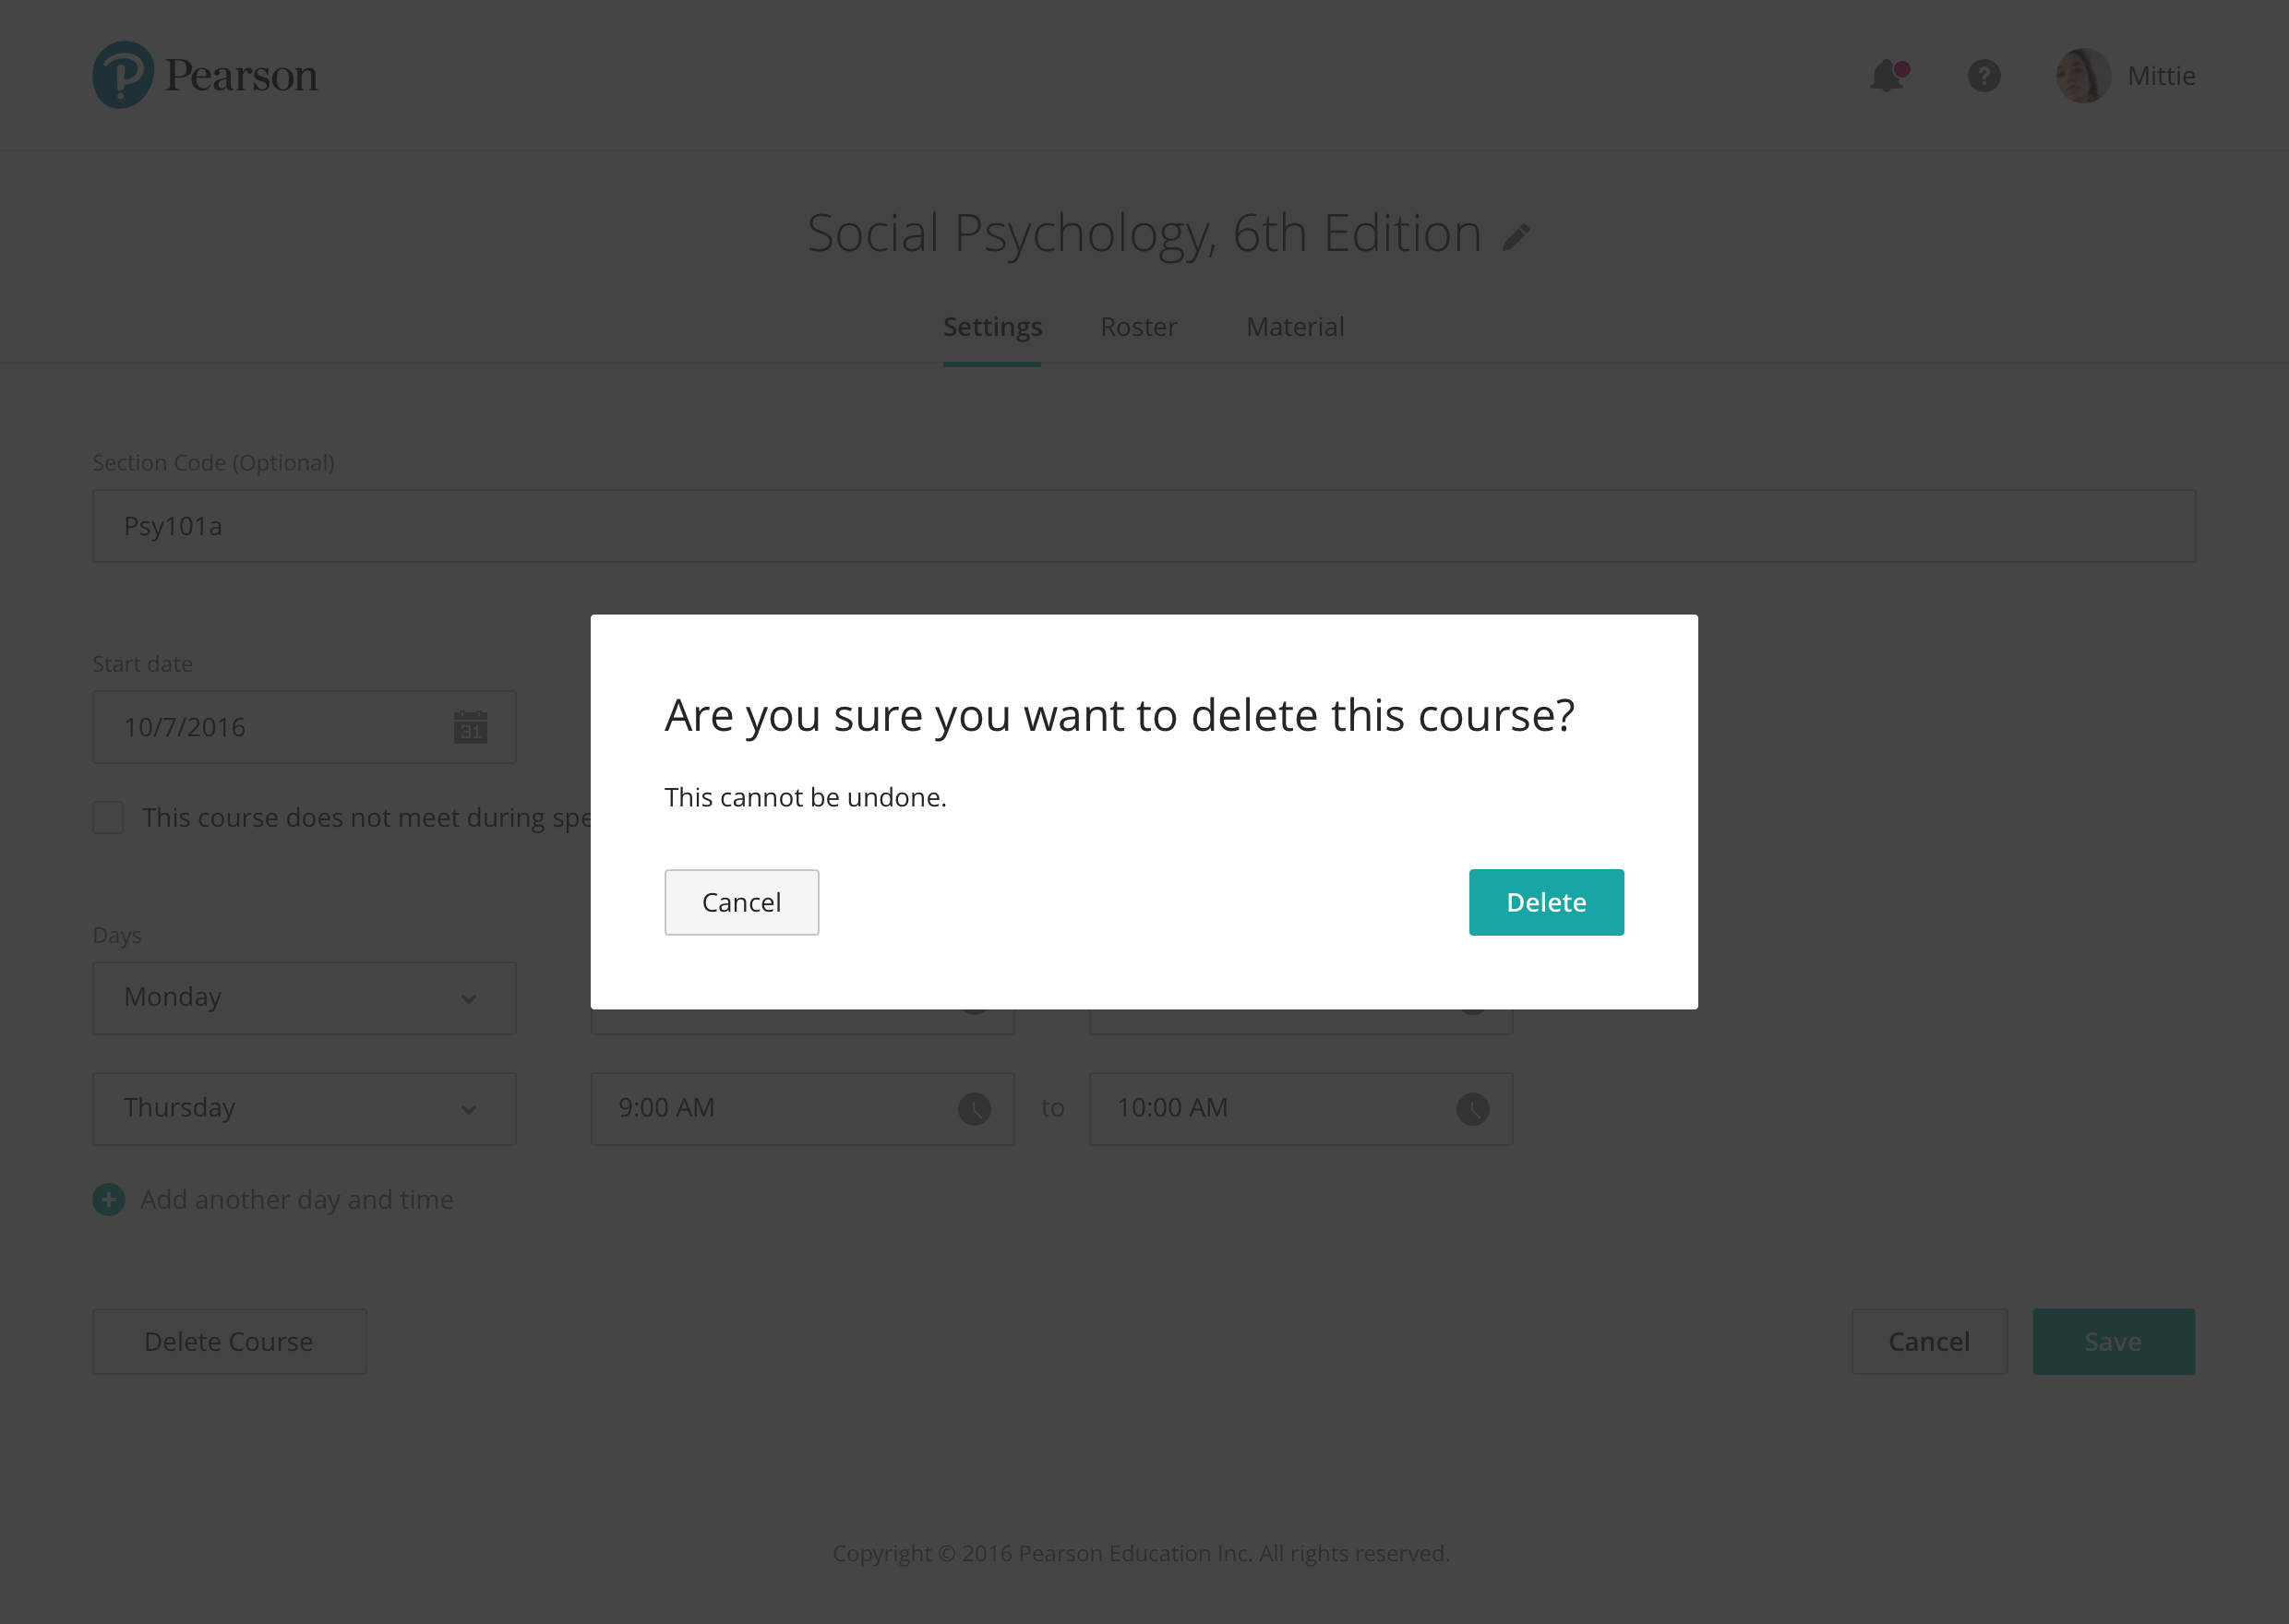 Pearson
Mittie
Social Psychology, 6th Edition
Settings Roster Material
Section Code (Optional)
Psy101a
Start date
10/7/2016
31
This course does not meet during spe
Are you sure you want to delete this course?
This cannot be undone.
Cancel Delete
Days
Monday
Thursday 9:00 AM to 10:00 AM
Add another day and time
Delete Course Cancel Save
Copyright © 2016 Pearson Education Inc. All rights reserved.